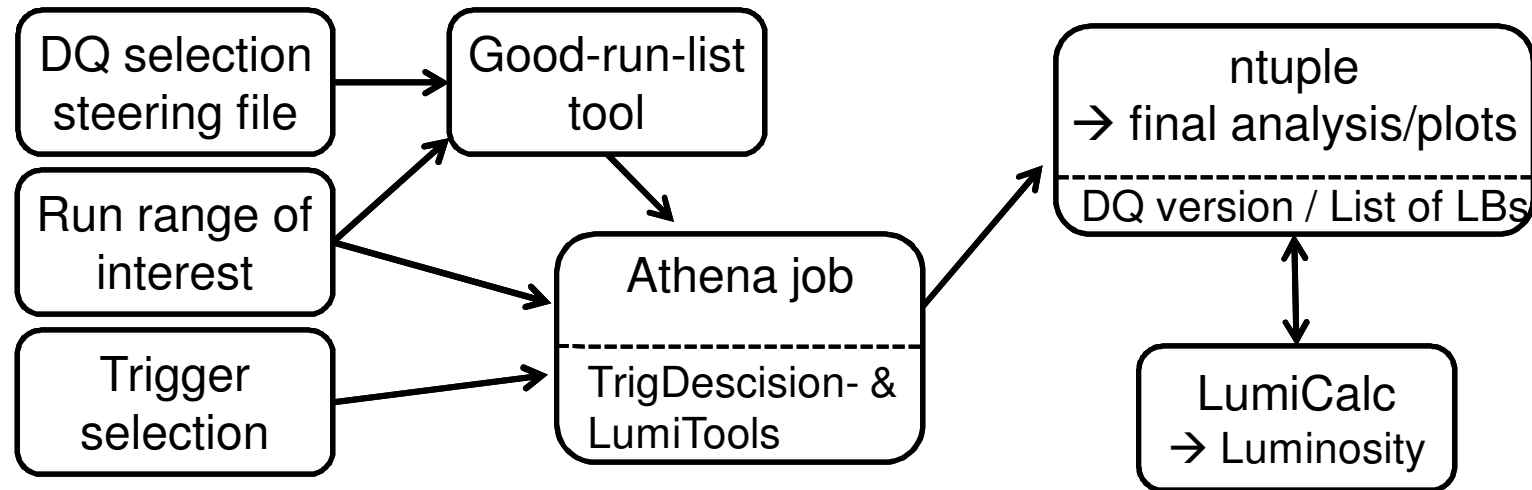 DQ selection
steering file
Good-run-list
tool
ntuple
→ final analysis/plots
DQ version / List of LBs
Run range of
interest
Athena job
TrigDescision- &
LumiTools
Trigger
selection
LumiCalc
→ Luminosity